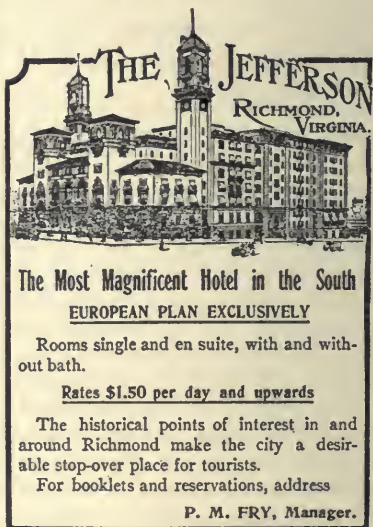 THE JEFFERSON
RICHMOND,
VIRGINIA.
The Most Magnificent Hotel in the South
EUROPEAN PLAN EXCLUSIVELY
Rooms single and en suite, with and with-
out bath.
Rates $1.50 per day and upwards
The historical points of interest in and
around Richmond make the city a desir-
able stop-over place for tourists.
For booklets and reservations, address
P. M. FRY, Manager.